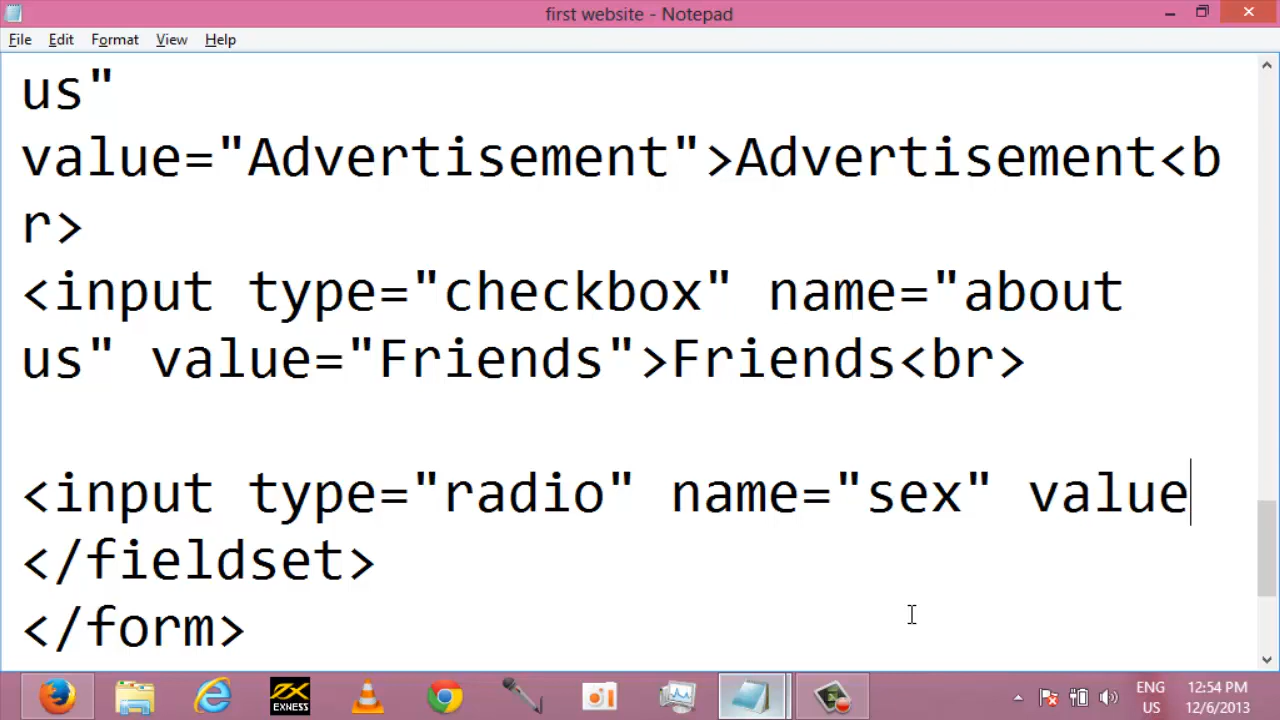 first website - Notepad
File Edit Format View Help
us"
value="Advertisement">Advertisement<b
r>
<input type="checkbox" name="about
us" value="Friends">Friends<br>
<input type="radio" name="sex" value
</fieldset>
</form>
EXNESS
ENG 12:54 PM
US 12/6/2013